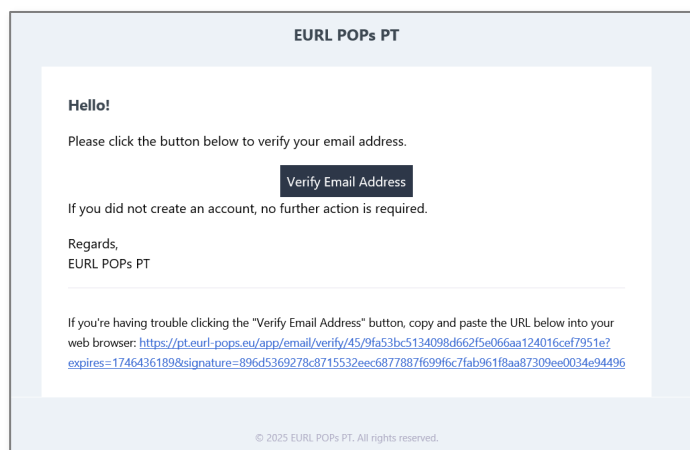 EURL POPs PT
Hello!
Please click the button below to verify your email address.
Verify Email Address
If you did not create an account, no further action is required.
Regards,
EURL POPs PT
If you're having trouble clicking the "Verify Email Address" button, copy and paste the URL below into your
web browser: https://pt.eurl-pops.eu/app/email/verify/45/9fa53bc5134098d662f5e066aa124016cef7951e?
expires=1746436189&signature=896d5369278c8715532eec6877887f699f6c7fab961f8aa87309ee0034e94496
© 2025 EURL POPs PT. All rights reserved.